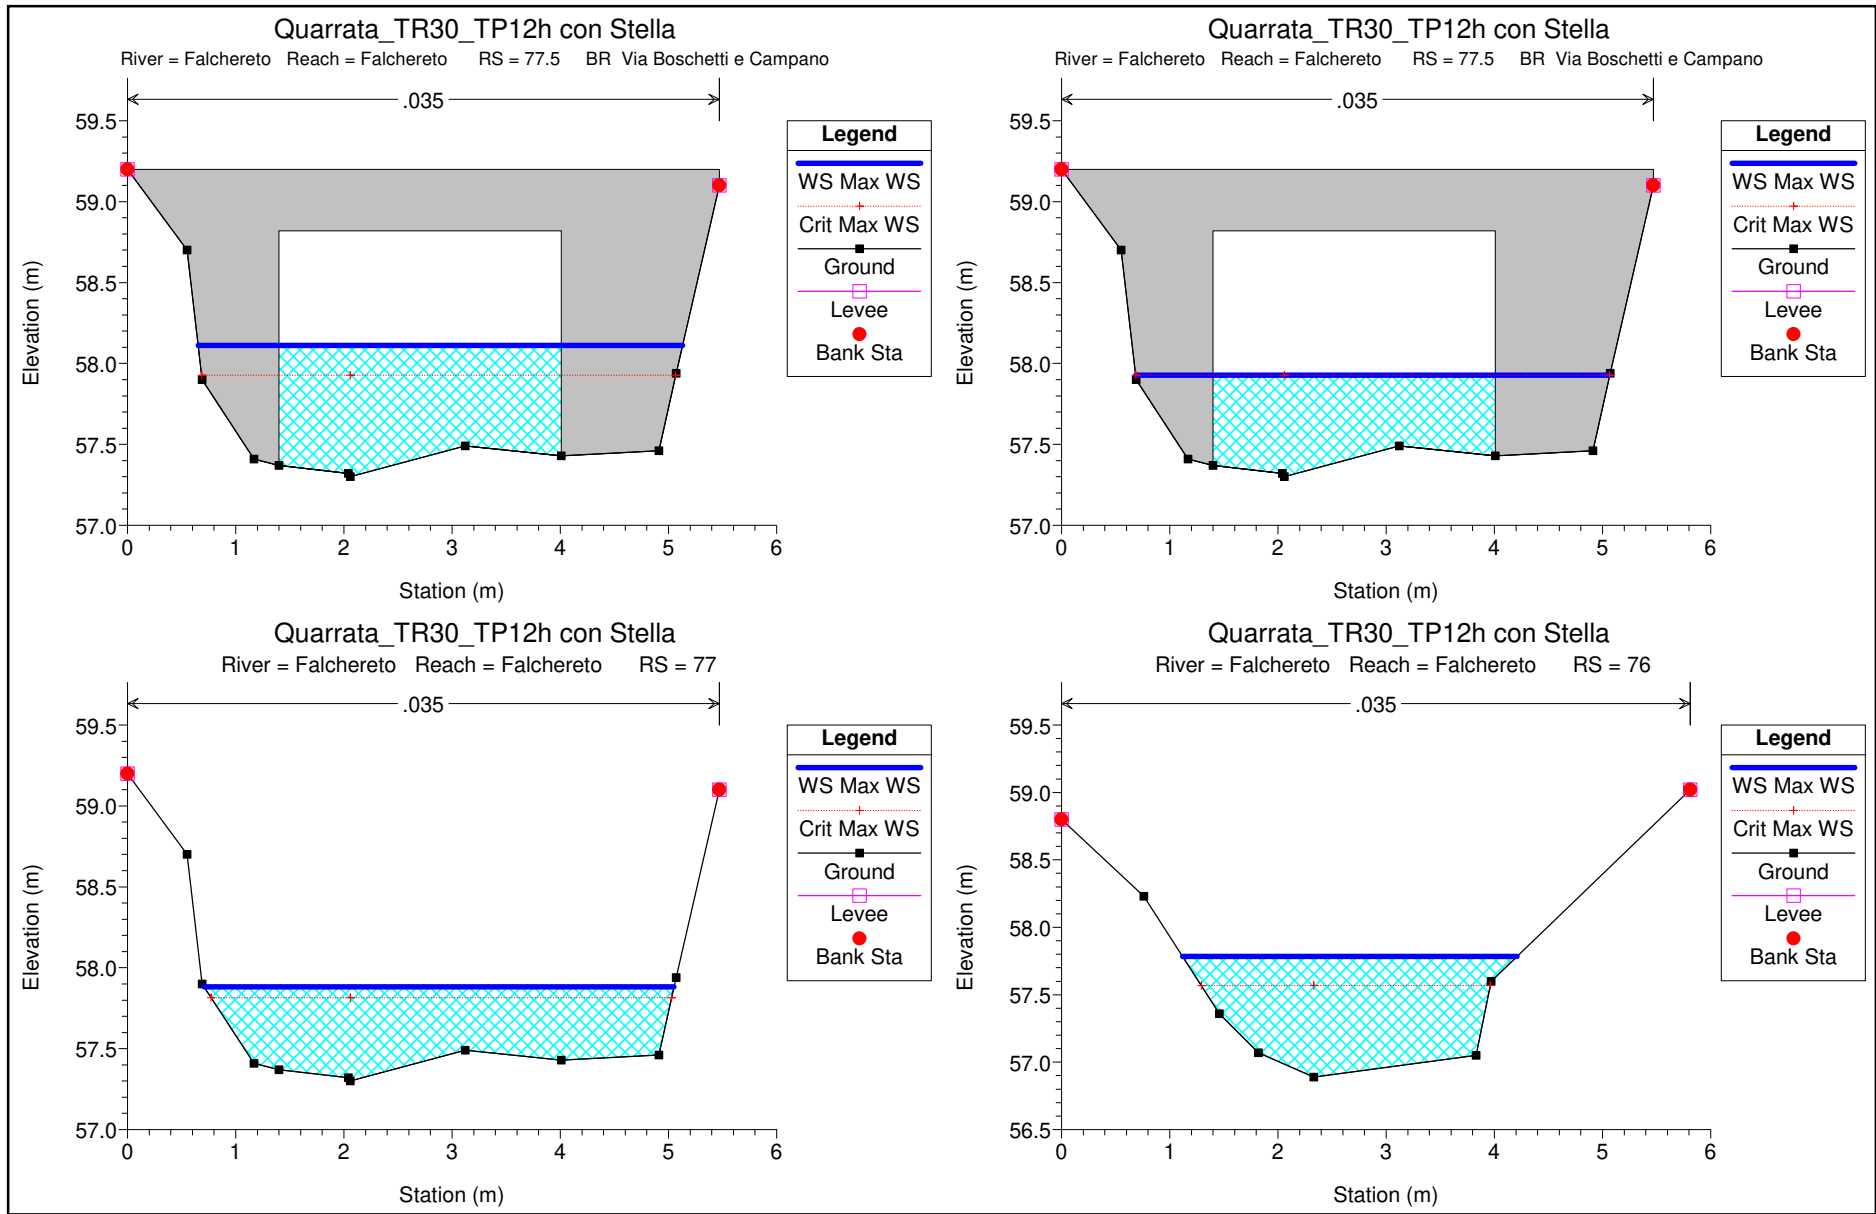 Quarrata_TR30_TP12h con Stella
River = Falchereto Reach = Falchereto RS = 77.5 BR Via Boschetti e Campano
.035
59.5
59.0
58.5
58.0
57.5
57.0
0 1 2 3 4 5 6
Elevation (m)
Station (m)
Legend
WS Max WS
Crit Max WS
Ground
Levee
Bank Sta
Quarrata_TR30_TP12h con Stella
River = Falchereto Reach = Falchereto RS = 77.5 BR Via Boschetti e Campano
.035
59.5
59.0
58.5
58.0
57.5
57.0
0 1 2 3 4 5 6
Elevation (m)
Station (m)
Legend
WS Max WS
Crit Max WS
Ground
Levee
Bank Sta
Quarrata_TR30_TP12h con Stella
River = Falchereto Reach = Falchereto RS = 77
.035
59.5
59.0
58.5
58.0
57.5
57.0
0 1 2 3 4 5 6
Elevation (m)
Station (m)
Legend
WS Max WS
Crit Max WS
Ground
Levee
Bank Sta
Quarrata_TR30_TP12h con Stella
River = Falchereto Reach = Falchereto RS = 76
.035
59.5
59.0
58.5
58.0
57.5
57.0
56.5
0 1 2 3 4 5 6
Elevation (m)
Station (m)
Legend
WS Max WS
Crit Max WS
Ground
Levee
Bank Sta